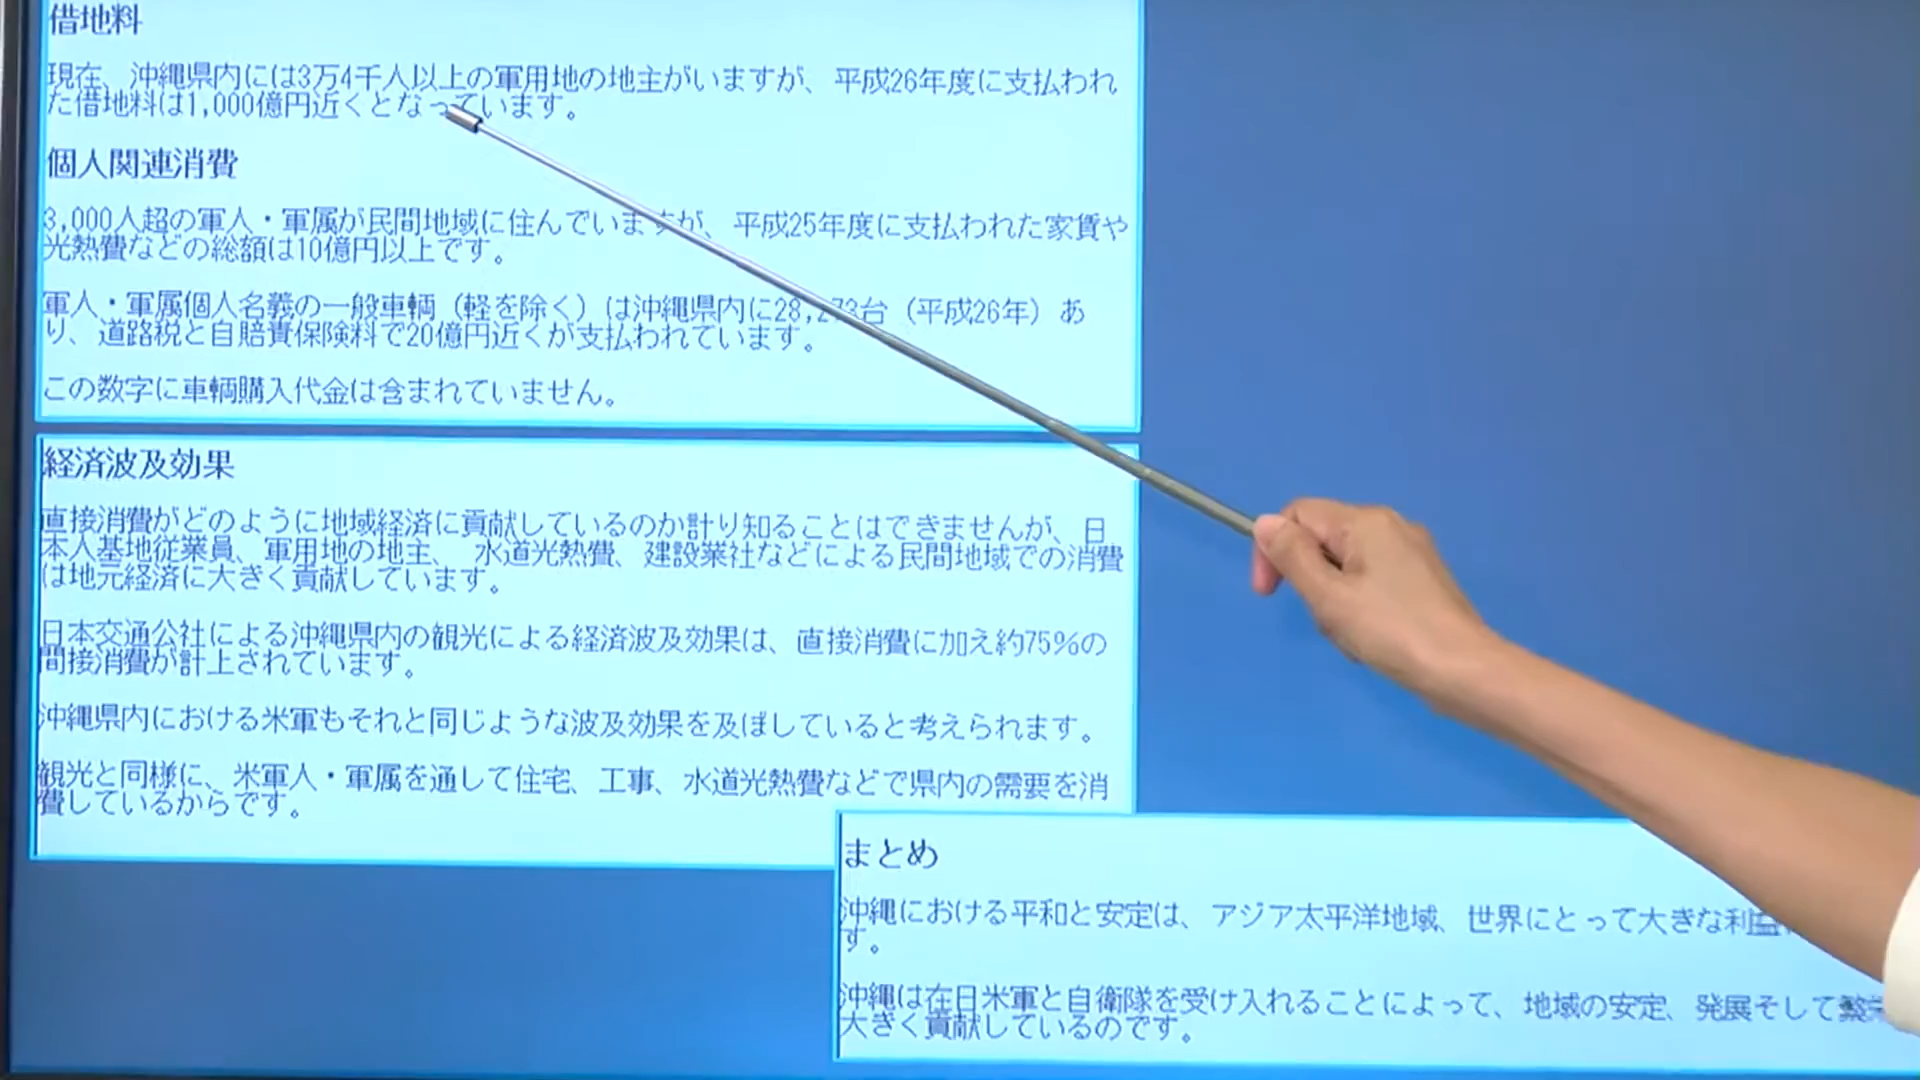 借地料
現在、沖縄県内には3万4千人以上の軍用地の地主がいますが、平成26年度に支払われ
た借地料は1,000億円近くとなっています。
個人関連消費
3,000人超の軍人・軍属が民間地域に住んでいますが、平成25年度に支払われた家賃や
光熱費などの総額は10億円以上です。
軍人・軍属個人名義の一般車輌（軽を除く）は沖縄県内に28,273台（平成26年）あ
り、道路税と自賠責保険料で20億円近くが支払われています。
この数字に車輌購入代金は含まれていません。
経済波及効果
直接消費がどのように地域経済に貢献しているのか計り知ることはできませんが、日
本人基地従業員、軍用地の地主、水道光熱費、建設業社などによる民間地域での消費
は地元経済に大きく貢献しています。
日本交通公社による沖縄県内の観光による経済波及効果は、直接消費に加え約75%の
間接消費が計上されています。
沖縄県内における米軍もそれと同じような波及効果を及ぼしていると考えられます。
観光と同様に、米軍人・軍属を通して住宅、工事、水道光熱費などで県内の需要を消
費しているからです。
まとめ
沖縄における平和と安定は、アジア太平洋地域、世界にとって大きな利益
す。
沖縄は在日米軍と自衛隊を受け入れることによって、地域の安定、発展そして繁栄
大きく貢献しているのです。